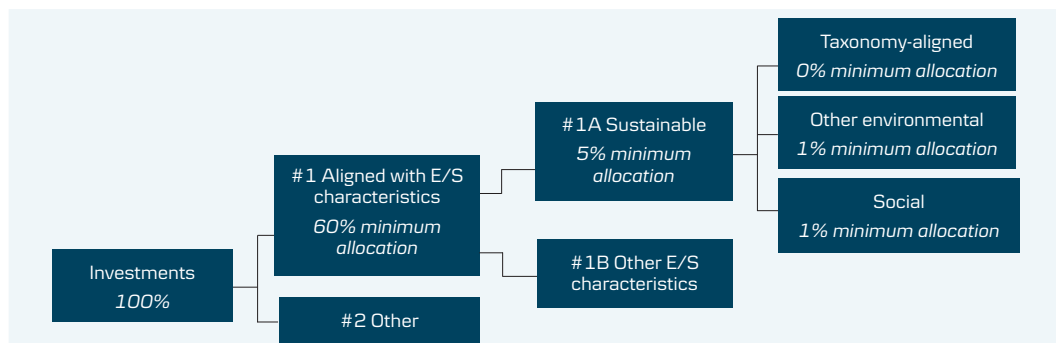 Investments
100%
#1 Aligned with E/S
characteristics
60% minimum
allocation
#2 Other
#1A Sustainable
5% minimum
allocation
#1B Other E/S
characteristics
Taxonomy-aligned
0% minimum allocation
Other environmental
1% minimum allocation
Social
1% minimum allocation